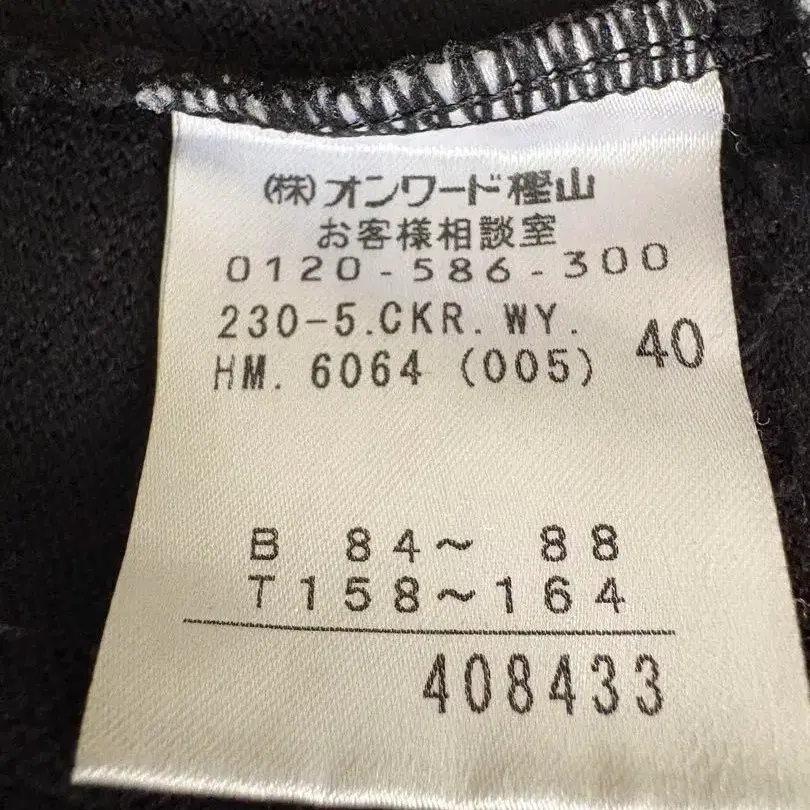 (株)オンワード樫山
お客様相談室
0120-586-300
230-5.CKR.WY.
HM. 6064 (005) 40
B 84～ 88
T158～164
408433